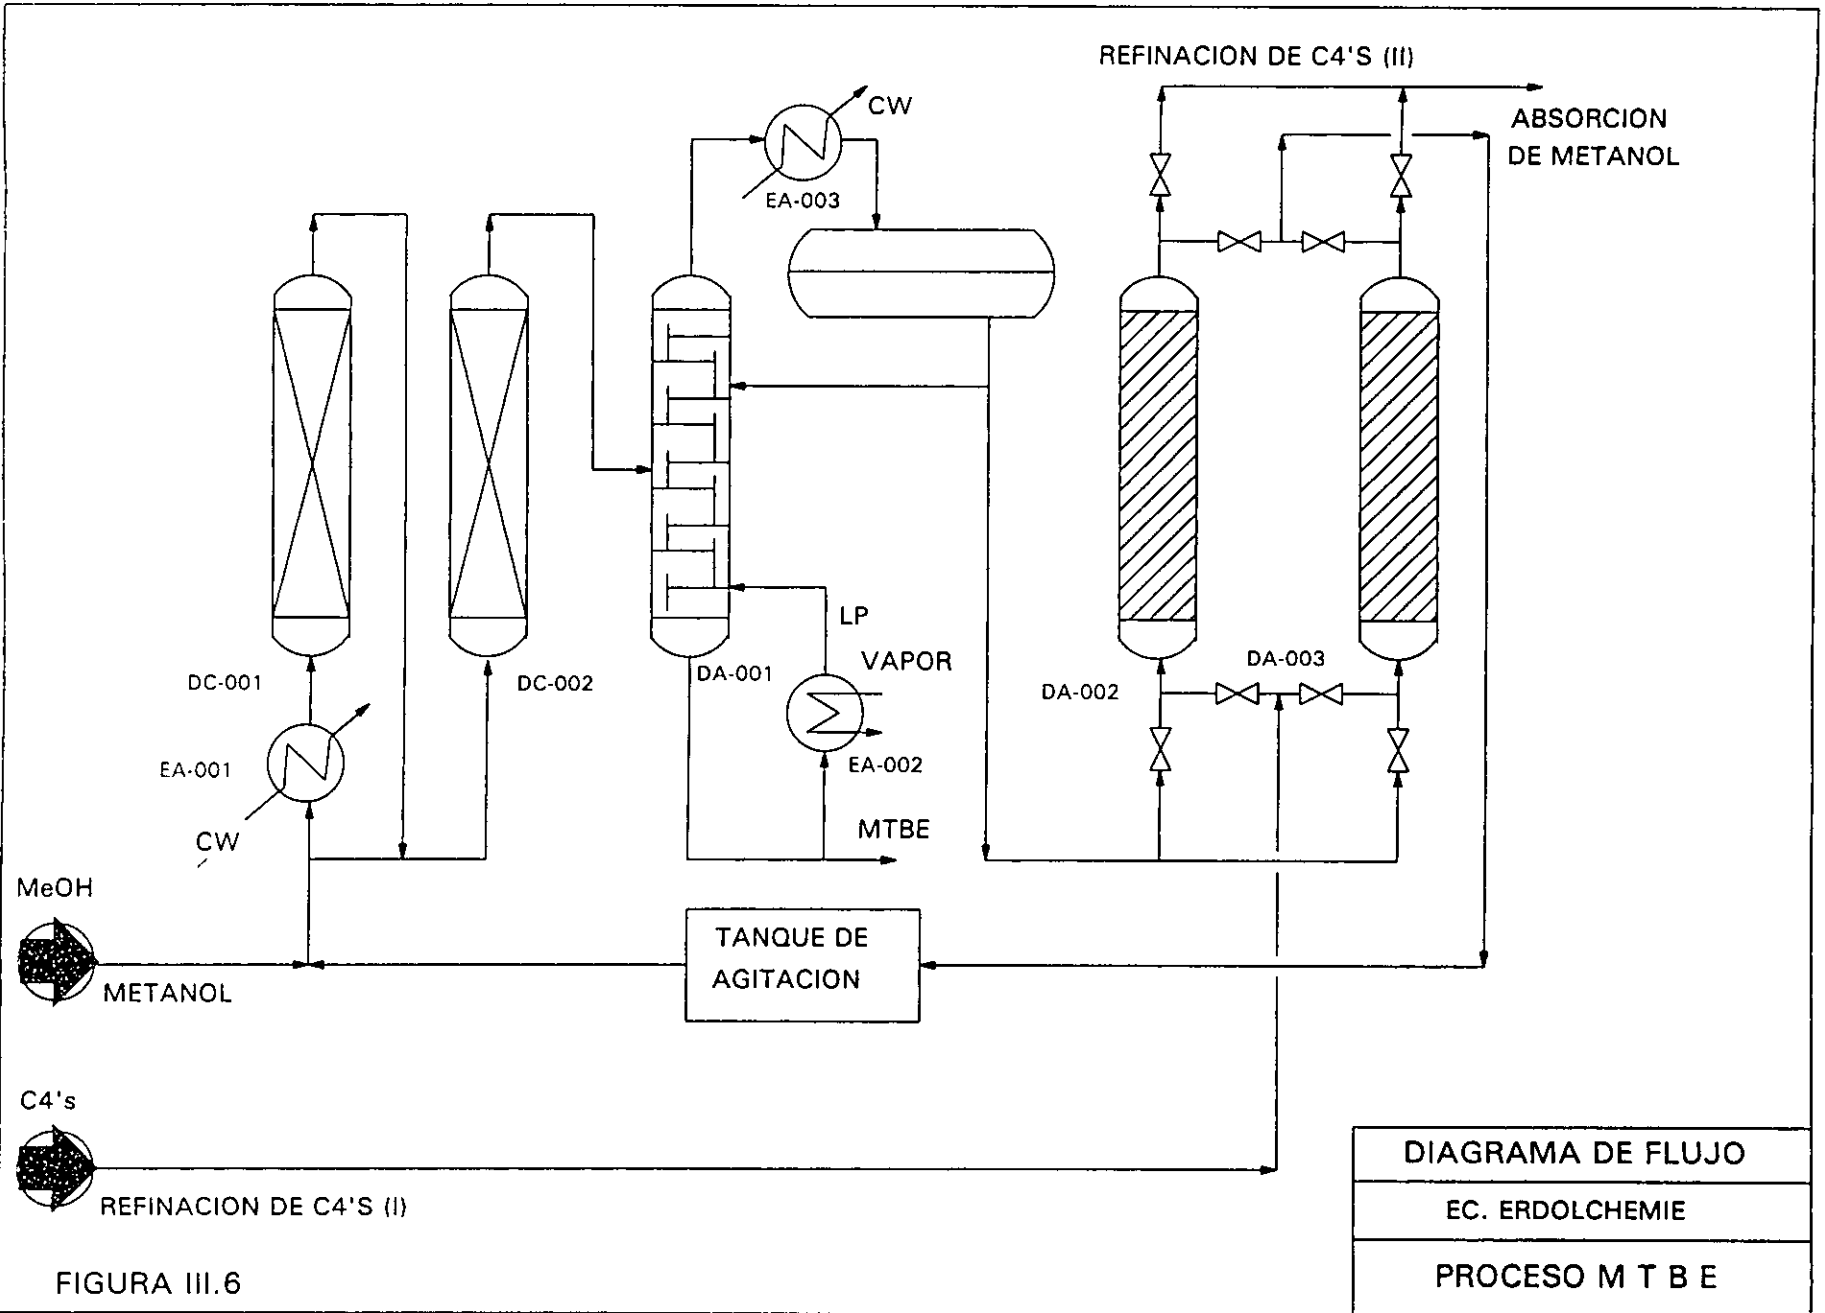 REFINACION DE C4'S (II)
CW
ABSORCION
DE METANOL
EA-003
DC-001
DC-002
DA-001
LP
VAPOR
DA-003
DA-002
EA-001
EA-002
CW
MTBE
MeOH
METANOL
TANQUE DE
AGITACION
C4's
REFINACION DE C4'S (I)
DIAGRAMA DE FLUJO
EC. ERDOLCHEMIE
PROCESO M T B E
FIGURA III.6